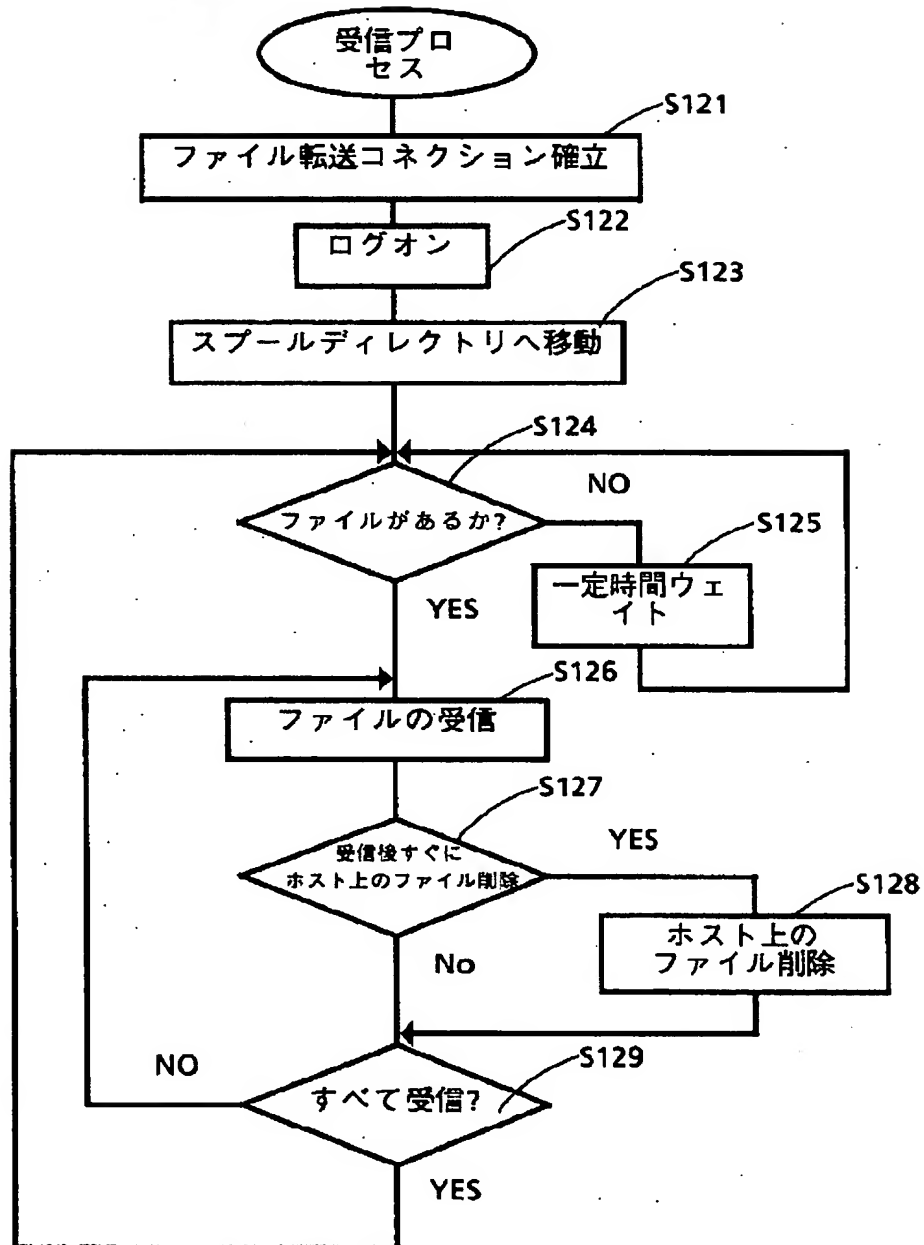 受信プロ
セス
S121
ファイル転送コネクション確立
S122
ログオン
S123
スプールディレクトリへ移動
S124
ファイルがあるか?
NO
S125
一定時間ウェ
イト
YES
S126
ファイルの受信
S127
受信後すぐに
ホスト上のファイル削除
YES
S128
ホスト上の
ファイル削除
No
S129
すべて受信?
NO
YES